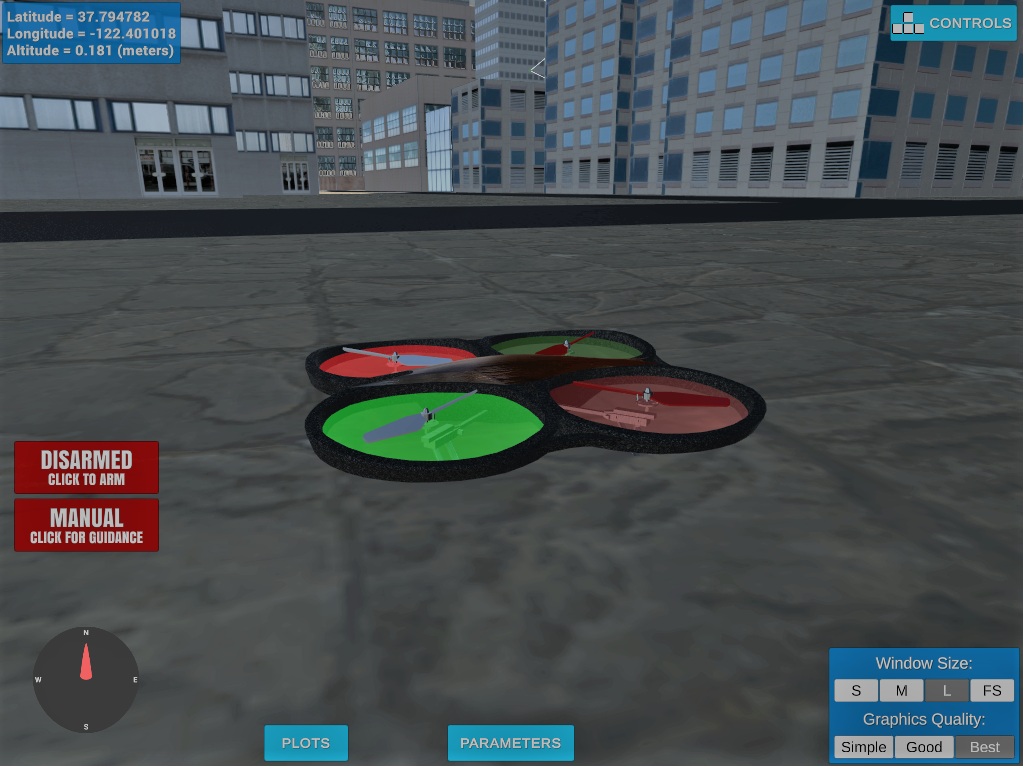 Latitude = 37.794782
Longitude = -122.401018
Altitude = 0.181 (meters)
CONTROLS
DISARMED
CLICK TO ARM
MANUAL
CLICK FOR GUIDANCE
N
W E
S
PLOTS
PARAMETERS
Window Size:
S M L FS
Graphics Quality:
Simple Good Best